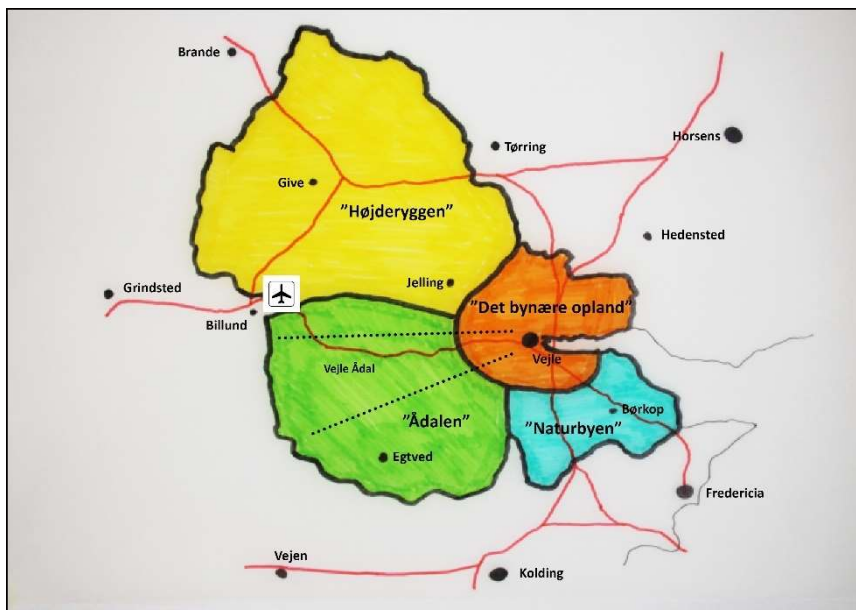 Brande
Horsens
Tørring
Give
"Højderyggen"
Hedensted
Jelling
Grindsted
"Det bynære opland"
Billund
Vejle
Vejle Ådal
Børkop
"Ådalen"
"Naturbyen"
Egtved
Fredericia
Vejen
Kolding